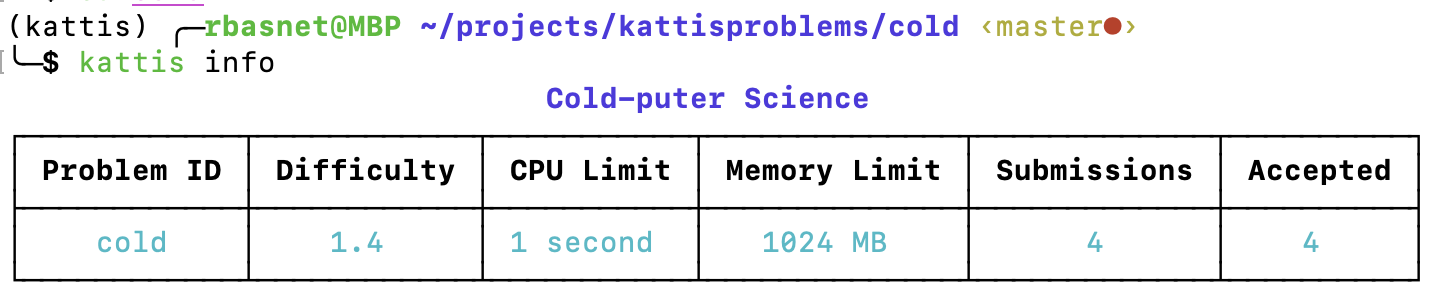 (kattis) ╭─rbasnet@MBP ~/projects/kattisproblems/cold ‹master●›
╰─$ kattis info
Cold-puter Science
Problem ID Difficulty CPU Limit Memory Limit Submissions Accepted
cold 1.4 1 second 1024 MB 4 4